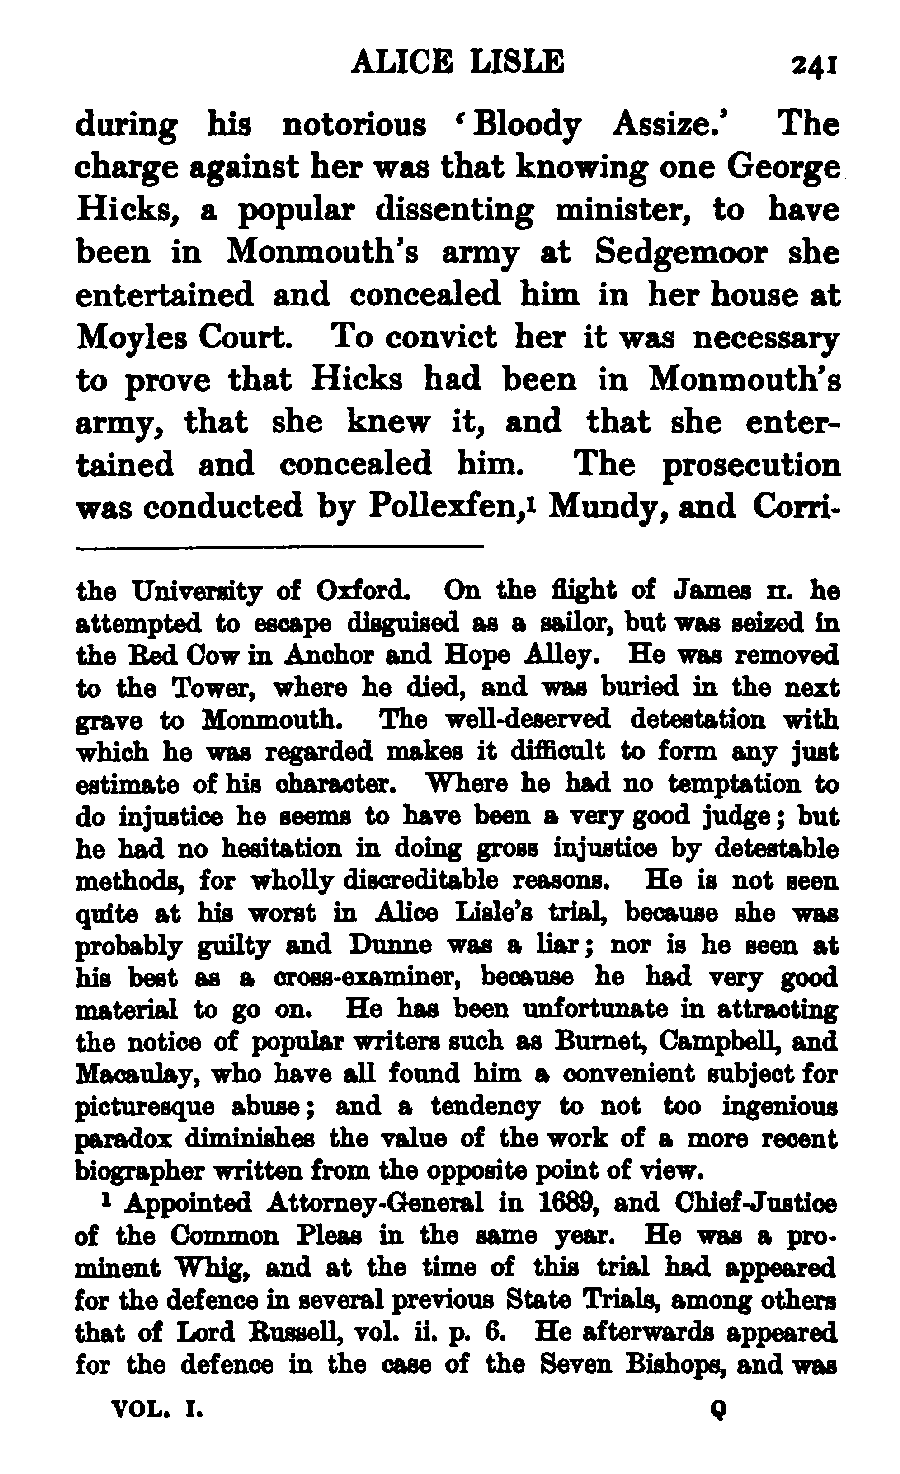 ALICE LISLE 241
during his notorious ‘Bloody Assize.’ The
charge against her was that knowing one George
Hicks, a popular dissenting minister, to have
been in Monmouth’s army at Sedgemoor she
entertained and concealed him in her house at
Moyles Court. To convict her it was necessary
to prove that Hicks had been in Monmouth’s
army, that she knew it, and that she enter-
tained and concealed him. The prosecution
was conducted by Pollexfen,¹ Mundy, and Corri-
the University of Oxford. On the flight of James II. he
attempted to escape disguised as a sailor, but was seized in
the Red Cow in Anchor and Hope Alley. He was removed
to the Tower, where he died, and was buried in the next
grave to Monmouth. The well-deserved detestation with
which he was regarded makes it difficult to form any just
estimate of his character. Where he had no temptation to
do injustice he seems to have been a very good judge; but
he had no hesitation in doing gross injustice by detestable
methods, for wholly discreditable reasons. He is not seen
quite at his worst in Alice Lisle’s trial, because she was
probably guilty and Dunne was a liar; nor is he seen at
his best as a cross-examiner, because he had very good
material to go on. He has been unfortunate in attracting
the notice of popular writers such as Burnet, Campbell, and
Macaulay, who have all found him a convenient subject for
picturesque abuse; and a tendency to not too ingenious
paradox diminishes the value of the work of a more recent
biographer written from the opposite point of view.
¹ Appointed Attorney-General in 1689, and Chief-Justice
of the Common Pleas in the same year. He was a pro-
minent Whig, and at the time of this trial had appeared
for the defence in several previous State Trials, among others
that of Lord Russell, vol. ii. p. 6. He afterwards appeared
for the defence in the case of the Seven Bishops, and was
VOL. I. Q